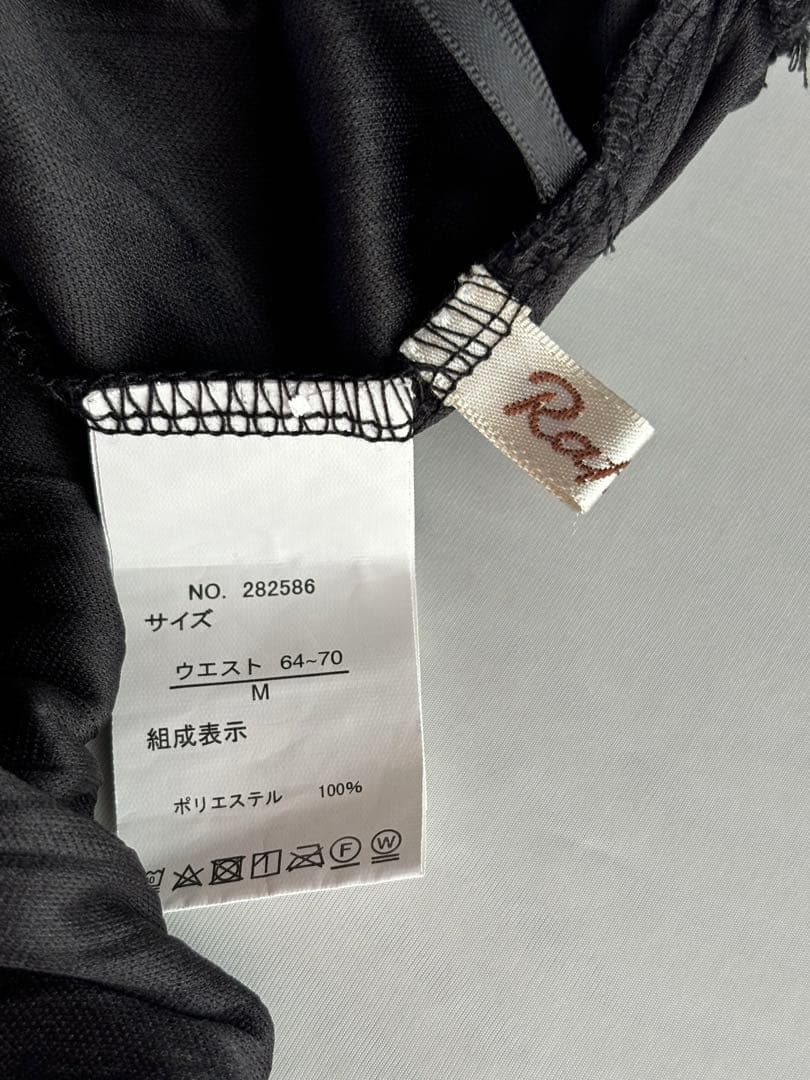 NO. 282586
サイズ
ウエスト 64~70
M
組成表示
ポリエステル 100%
F W